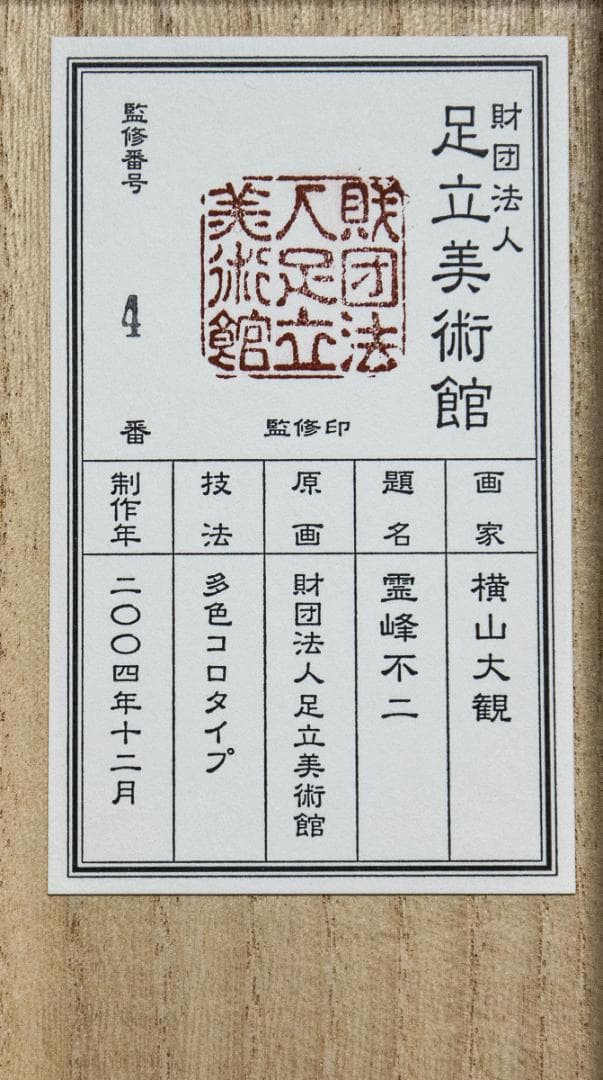 財団法人
足立美術館
財団法
人足立
美術館
監修印
監修番号
4
番
画家
横山大観
題名
霊峰不二
原画
財団法人足立美術館
技法
多色コロタイプ
制作年
二〇〇四年十二月